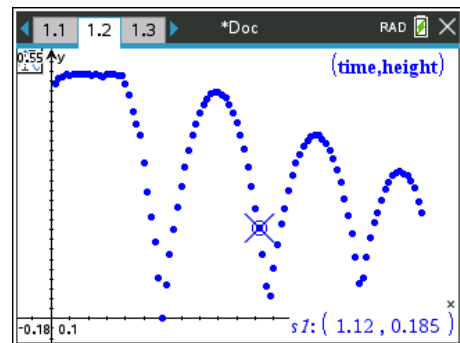 1.1 1.2 1.3 *Doc RAD
0.55 y
(time,height)
-0.18 0.1
s1:( 1.12 , 0.185 )